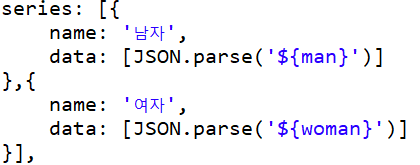 series: [{
    name: '남자',
    data: [JSON.parse('${man}')]
},{
    name: '여자',
    data: [JSON.parse('${woman}')]
}],